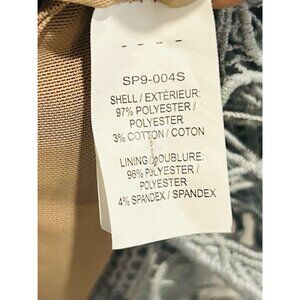 - - - -
SP9-004S
SHELL / EXTÉRIEUR:
97% POLYESTER /
POLYESTER
3% COTTON / COTON
LINING / DOUBLURE:
96% POLYESTER /
POLYESTER
4% SPANDEX / SPANDEX